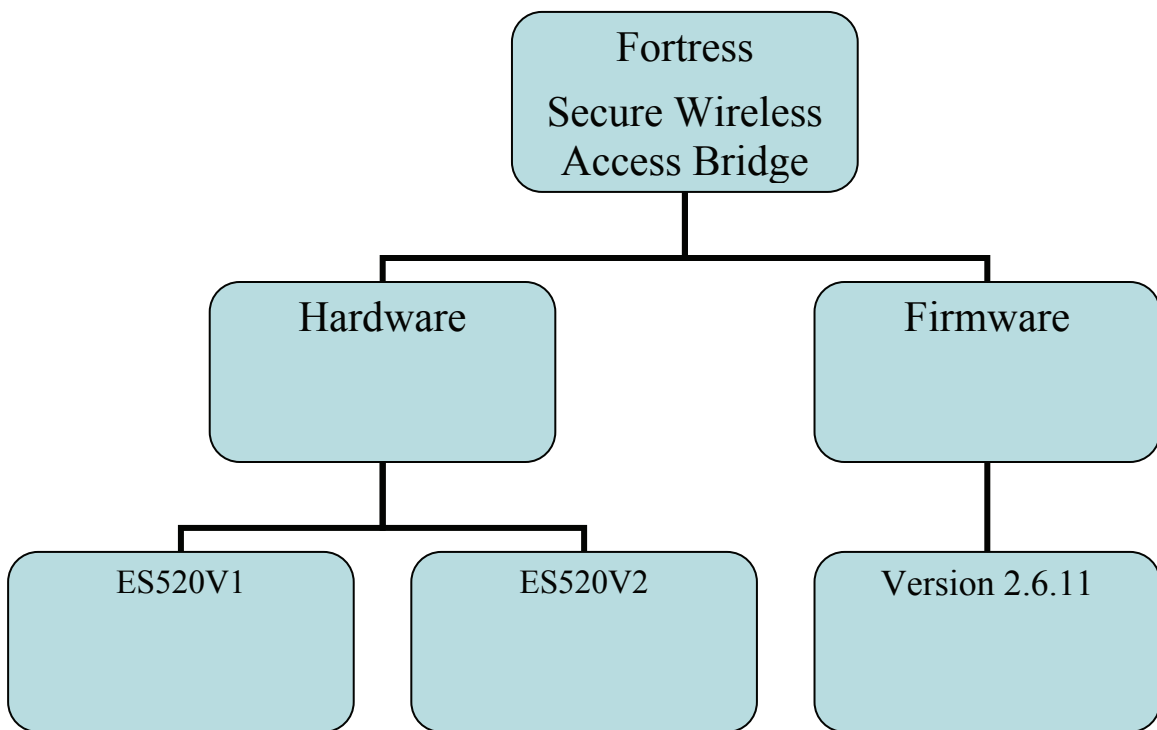 Fortress
Secure Wireless
Access Bridge
Hardware
Firmware
ES520V1
ES520V2
Version 2.6.11